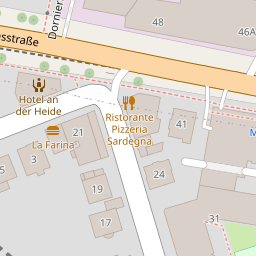 Dornier
48
46A
sstraße
Hotel an
der Heide
Ristorante
Pizzeria
Sardegna
21
41
La Farina
3
24
19
17
31
M